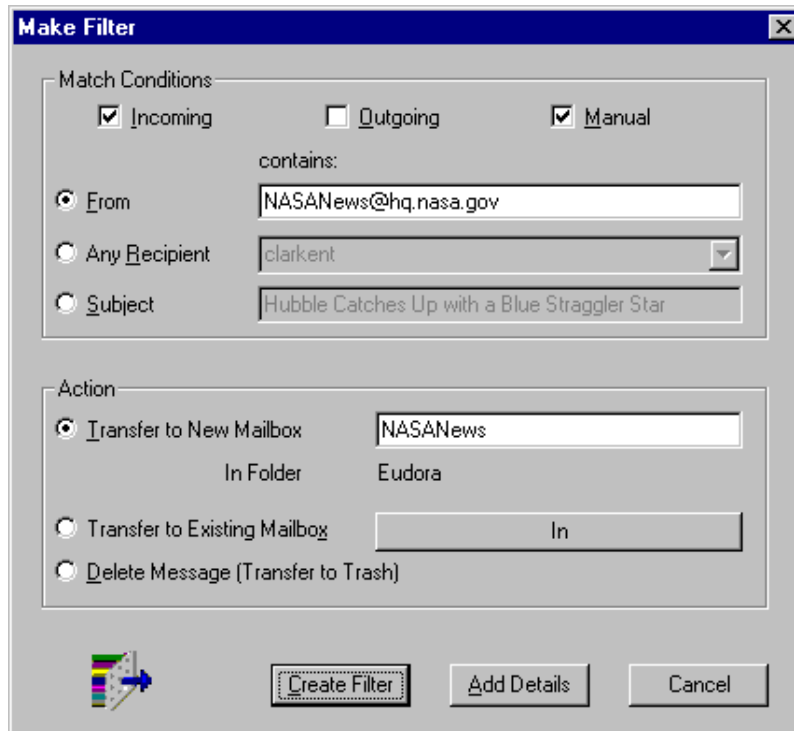 Make Filter
Match Conditions
Incoming Outgoing Manual
contains:
From NASANews@hq.nasa.gov
Any Recipient clarkent
Subject Hubble Catches Up with a Blue Straggler Star
Action
Transfer to New Mailbox NASANews
In Folder Eudora
Transfer to Existing Mailbox In
Delete Message (Transfer to Trash)
Create Filter Add Details Cancel